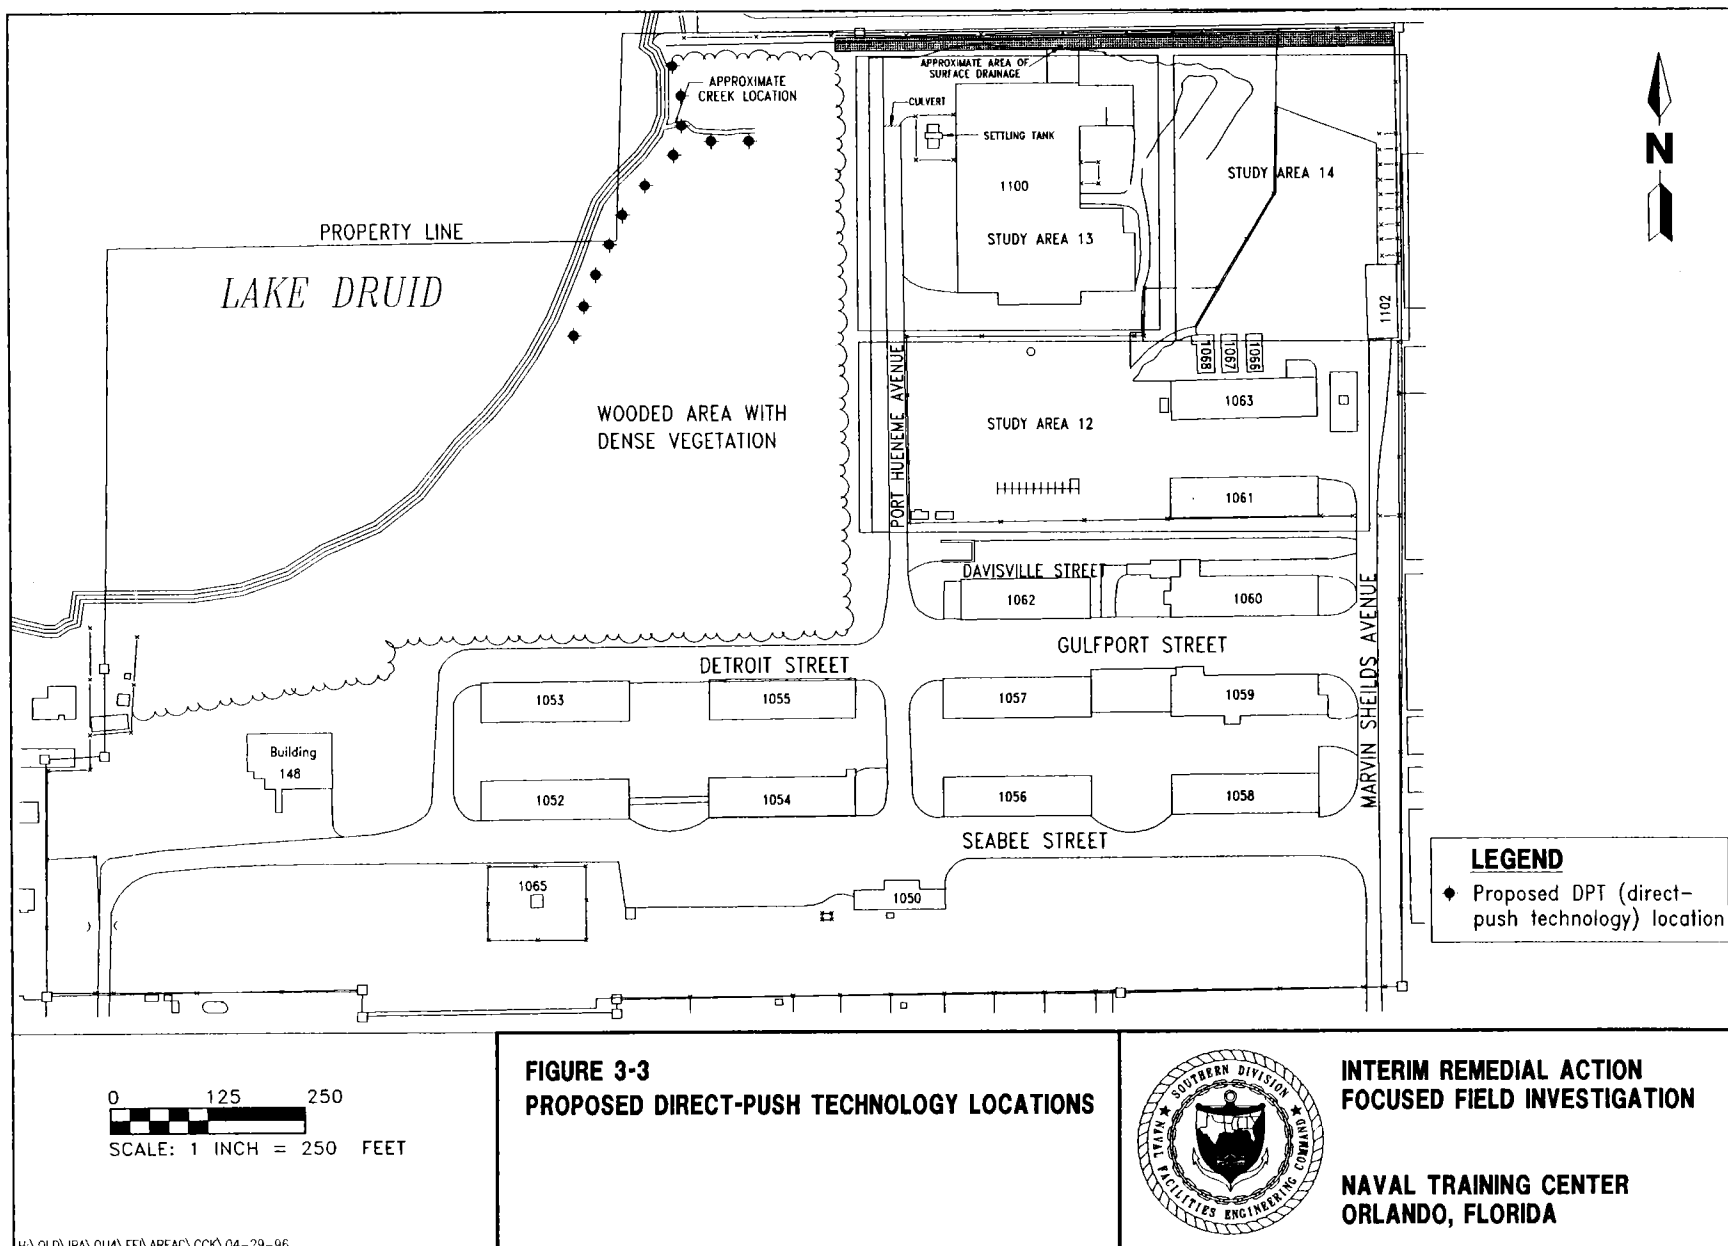 APPROXIMATE
CREEK LOCATION
APPROXIMATE AREA OF
SURFACE DRAINAGE
CULVERT
SETTLING TANK
1100
STUDY AREA 13
STUDY AREA 14
N
PROPERTY LINE
LAKE DRUID
1102
1068
1067
1066
1063
PORT HUENEME AVENUE
WOODED AREA WITH
DENSE VEGETATION
STUDY AREA 12
1061
DAVISVILLE STREET
1062
1060
MARVIN SHEILDS AVENUE
GULFPORT STREET
DETROIT STREET
1053
1055
1057
1059
Building
148
1052
1054
1056
1058
SEABEE STREET
1065
1050
LEGEND
Proposed DPT (direct-
push technology) location
0 125 250
SCALE: 1 INCH = 250 FEET
FIGURE 3-3
PROPOSED DIRECT-PUSH TECHNOLOGY LOCATIONS
SOUTHERN DIVISION
NAVAL FACILITIES ENGINEERING COMMAND
INTERIM REMEDIAL ACTION
FOCUSED FIELD INVESTIGATION
NAVAL TRAINING CENTER
ORLANDO, FLORIDA